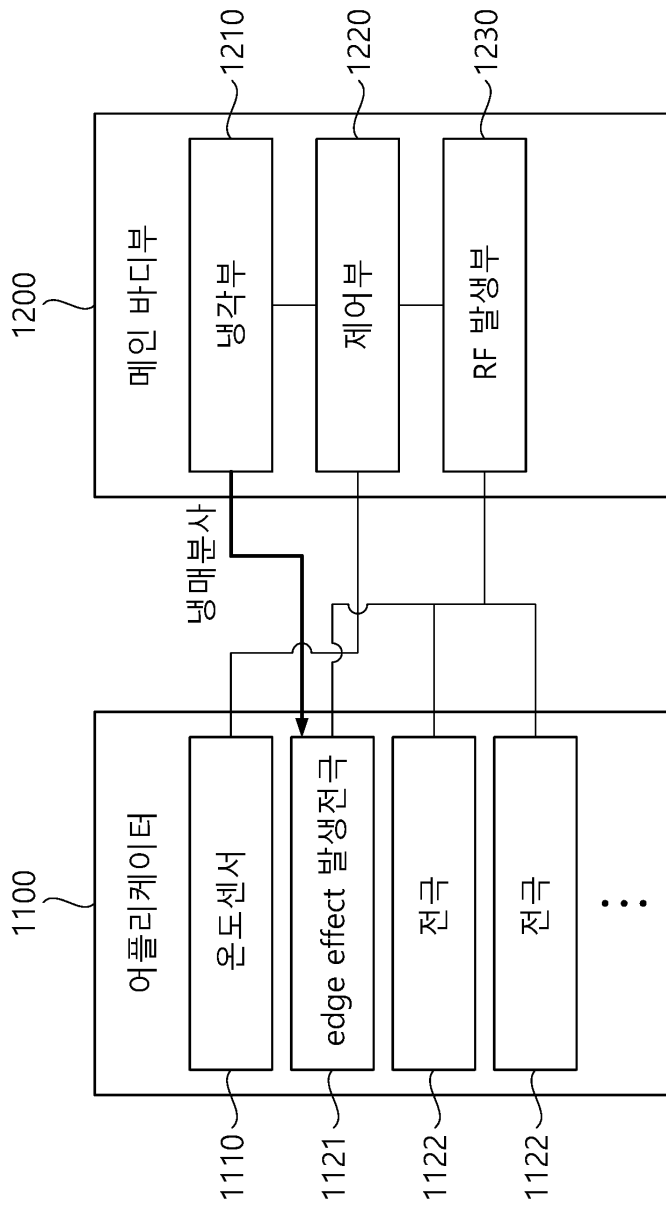 1100
어플리케이터
온도센서
1110
edge effect 발생전극
1121
전극
1122
전극
1122
냉매분사
1200
메인 바디부
냉각부
1210
제어부
1220
RF 발생부
1230